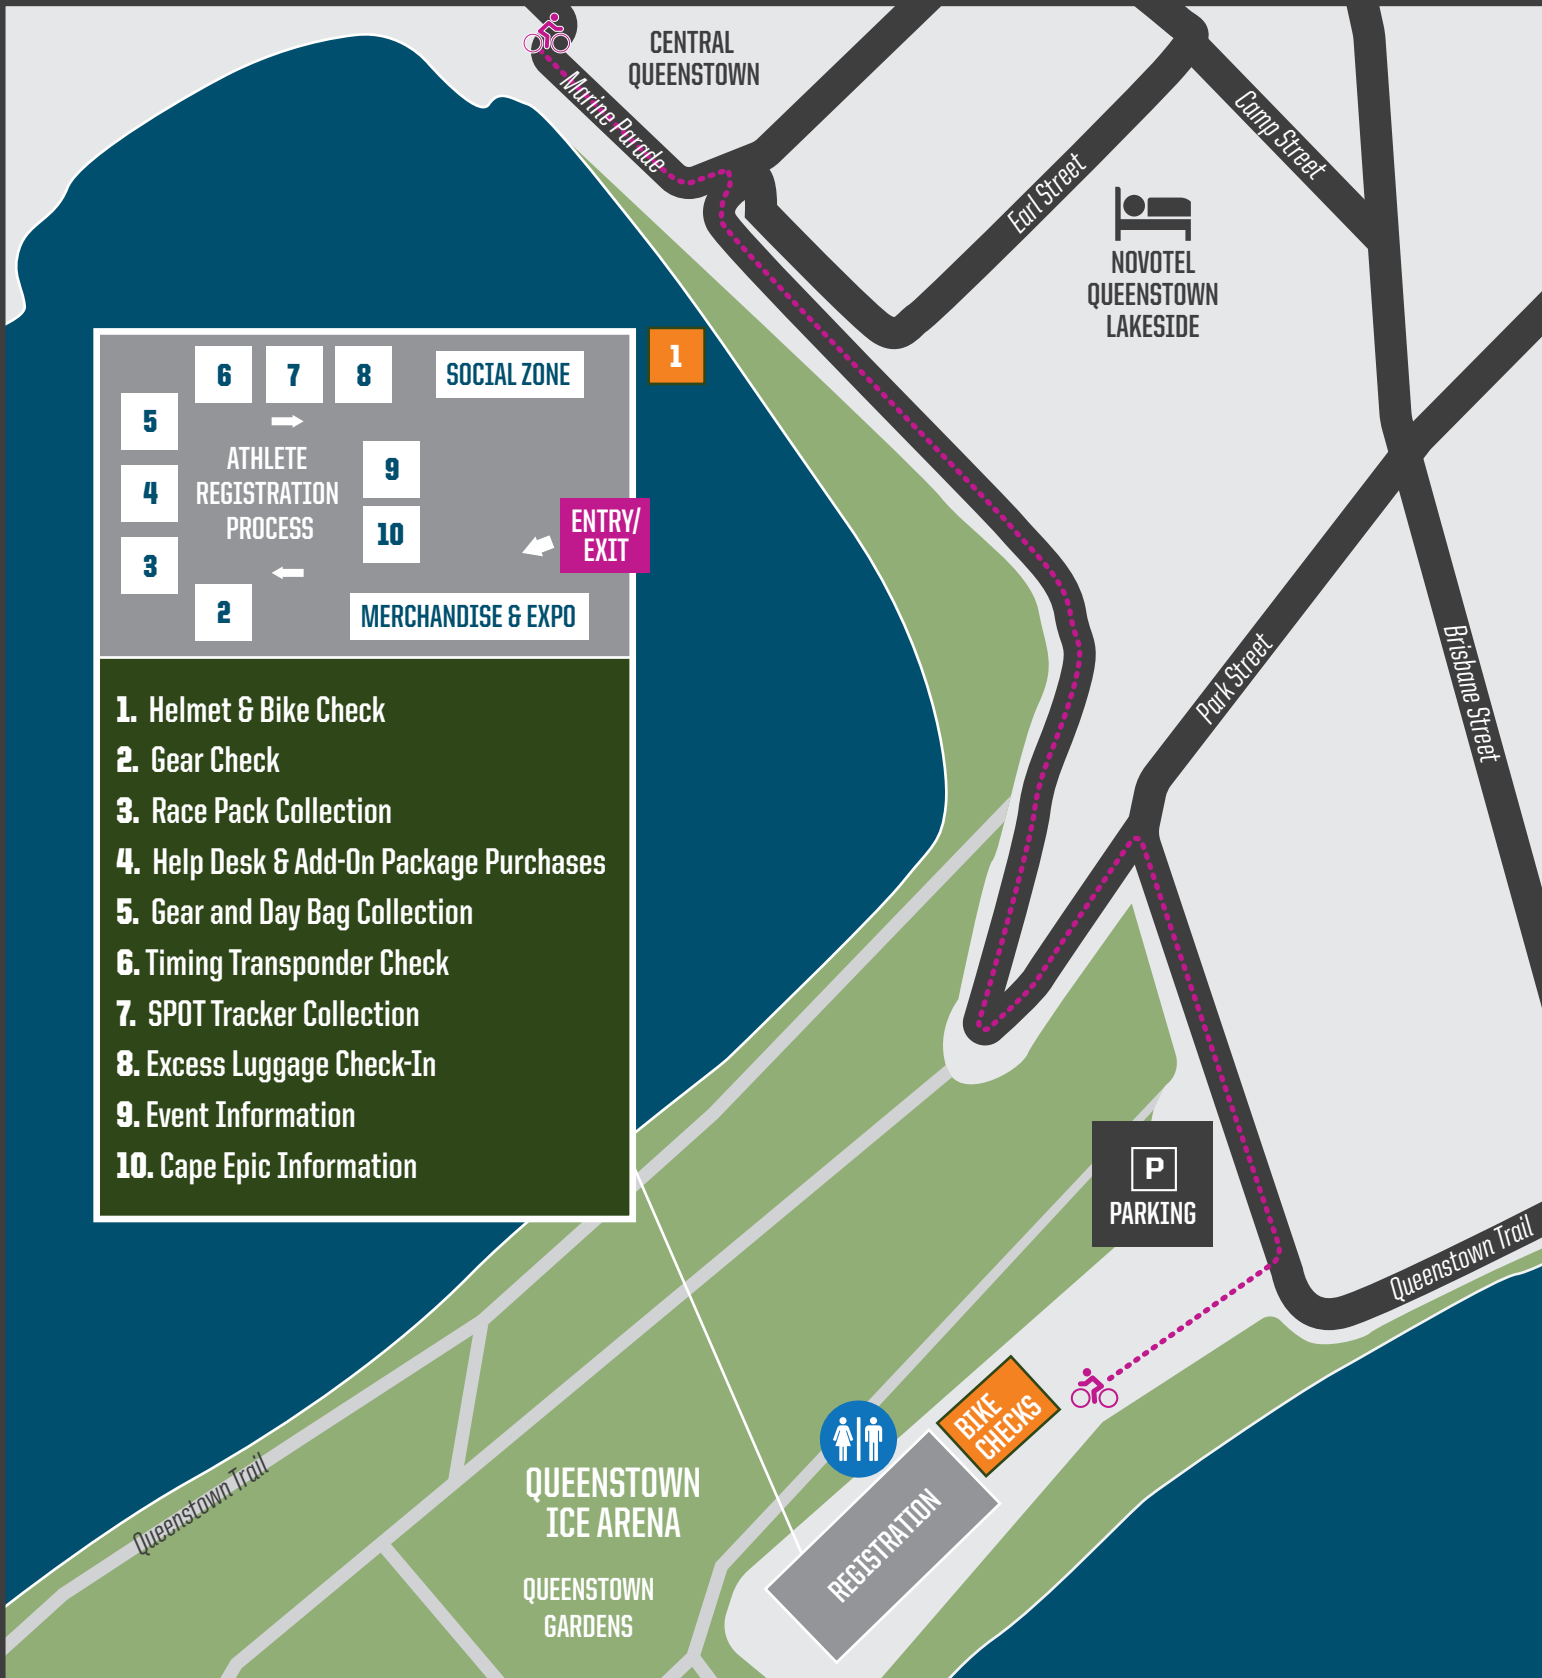 CENTRAL
QUEENSTOWN
Marine Parade
Camp Street
Earl Street
NOVOTEL
QUEENSTOWN
LAKESIDE
1
6
7
8
SOCIAL ZONE
5
ATHLETE
REGISTRATION
PROCESS
4
9
10
ENTRY/
EXIT
3
2
MERCHANDISE & EXPO
1. Helmet & Bike Check
2. Gear Check
3. Race Pack Collection
4. Help Desk & Add-On Package Purchases
5. Gear and Day Bag Collection
6. Timing Transponder Check
7. SPOT Tracker Collection
8. Excess Luggage Check-In
9. Event Information
10. Cape Epic Information
Park Street
Brisbane Street
P
PARKING
Queenstown Trail
BIKE
CHECKS
REGISTRATION
QUEENSTOWN
ICE ARENA
QUEENSTOWN
GARDENS
Queenstown Trail